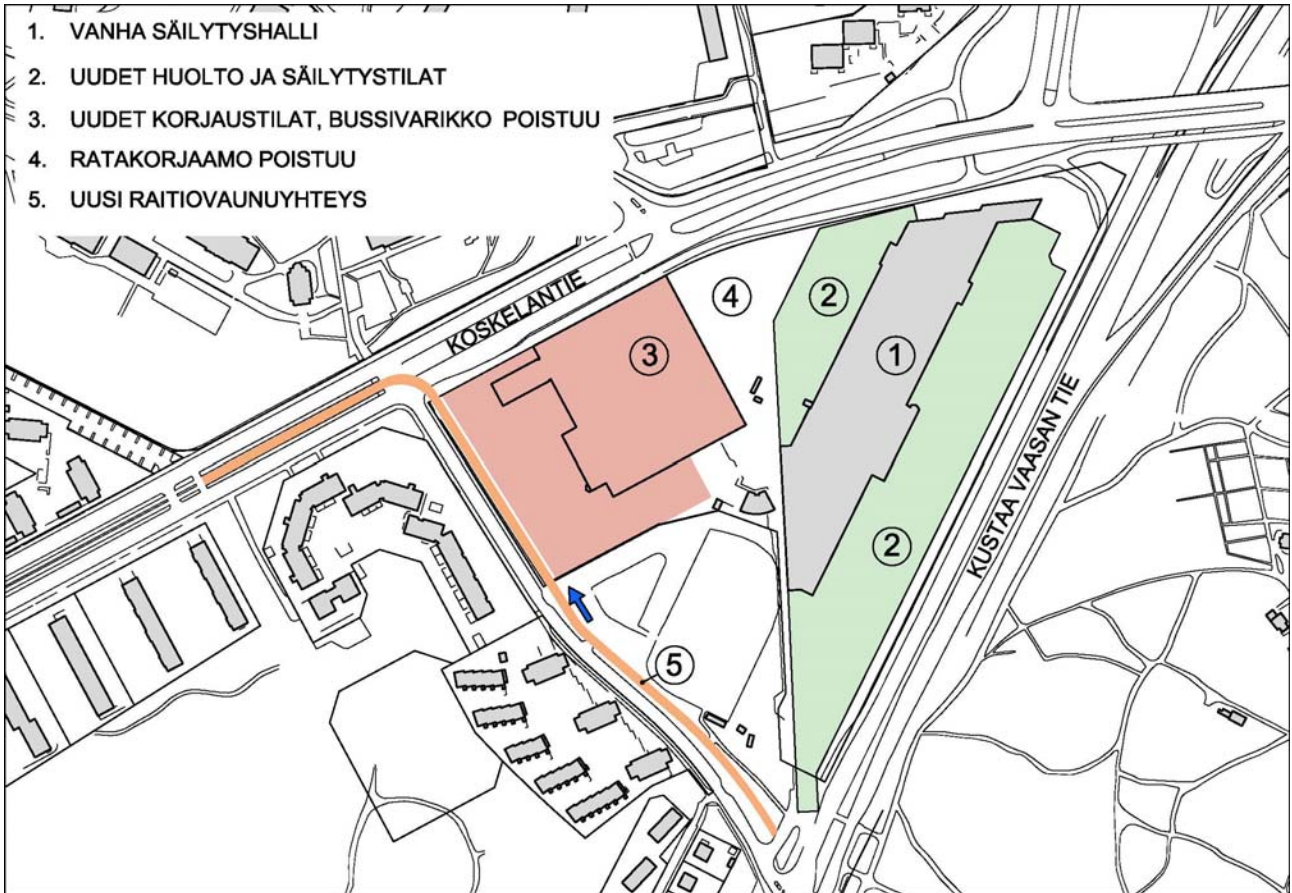 1. VANHA SÄILYTYSHALLI
2. UUDET HUOLTO JA SÄILYTYSTILAT
3. UUDET KORJAUSTILAT, BUSSIVARIKKO POISTUU
4. RATAKORJAAMO POISTUU
5. UUSI RAITIOVAUNUYHTEYS
KOSKELANTIE
4
2
3
1
KUSTAA VAASAN TIE
2
5